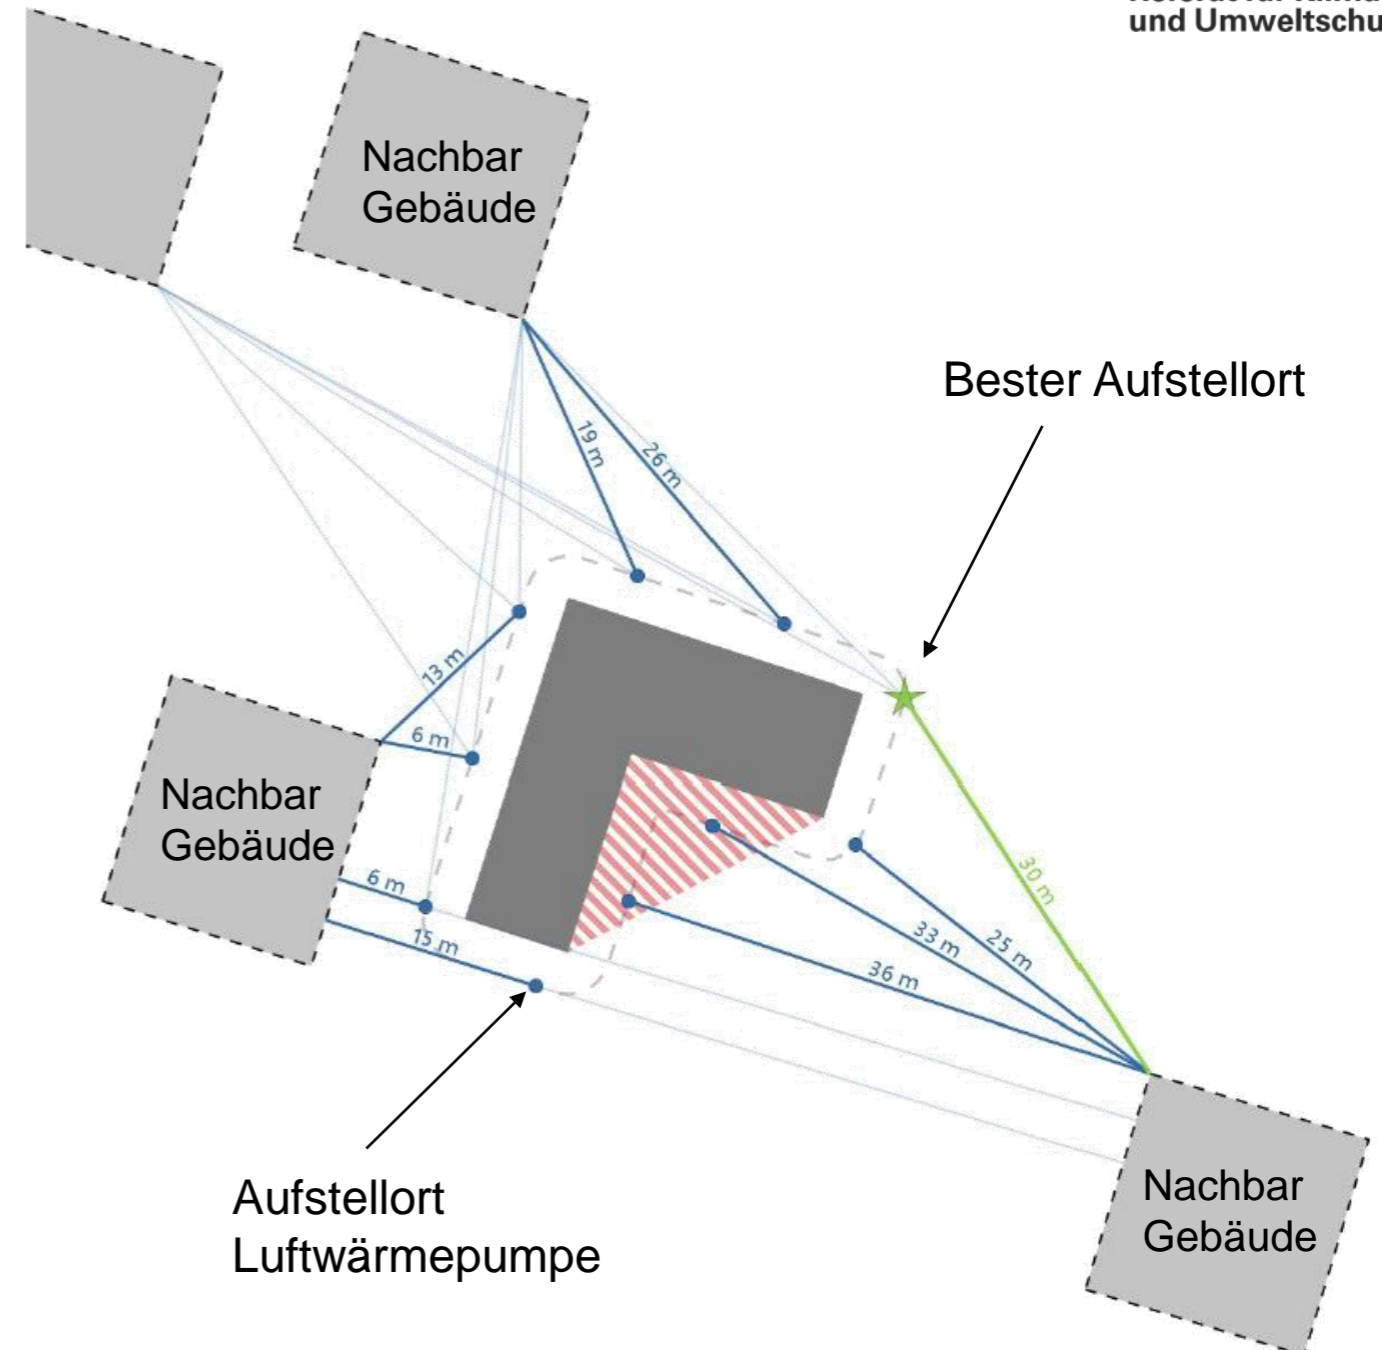 und Umweltschu
Nachbar
Gebäude
Bester Aufstellort
19 m
26 m
13 m
6 m
Nachbar
Gebäude
6 m
15 m
30 m
33 m
25 m
36 m
Nachbar
Gebäude
Aufstellort
Luftwärmepumpe